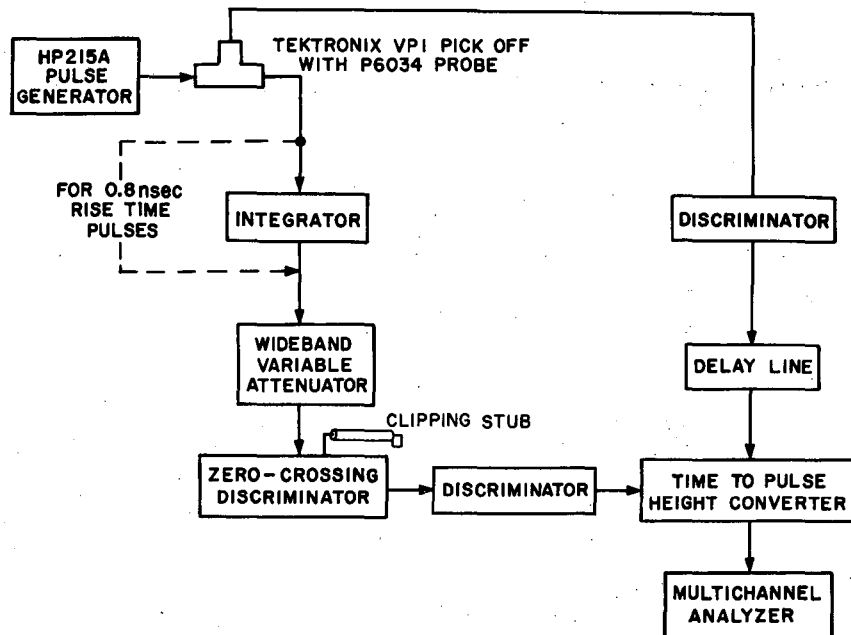 HP215A
PULSE
GENERATOR
TEKTRONIX VP1 PICK OFF
WITH P6034 PROBE
FOR 0.8nsec
RISE TIME
PULSES
INTEGRATOR
DISCRIMINATOR
WIDEBAND
VARIABLE
ATTENUATOR
DELAY LINE
CLIPPING STUB
ZERO-CROSSING
DISCRIMINATOR
DISCRIMINATOR
TIME TO PULSE
HEIGHT CONVERTER
MULTICHANNEL
ANALYZER